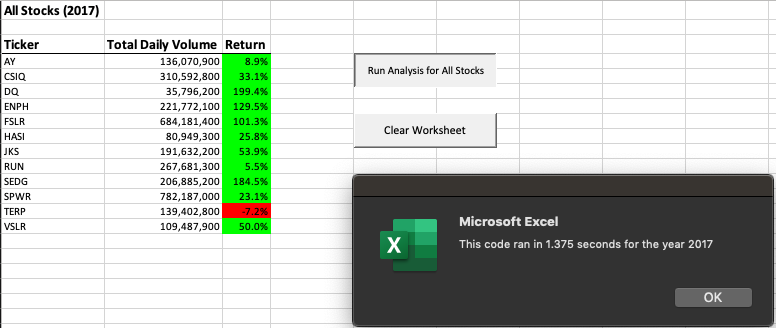 All Stocks (2017)
Ticker Total Daily Volume Return
AY 136,070,900 8.9%
CSIQ 310,592,800 33.1%
DQ 35,796,200 199.4%
ENPH 221,772,100 129.5%
FSLR 684,181,400 101.3%
HASI 80,949,300 25.8%
JKS 191,632,200 53.9%
RUN 267,681,300 5.5%
SEDG 206,885,200 184.5%
SPWR 782,187,000 23.1%
TERP 139,402,800 -7.2%
VSLR 109,487,900 50.0%
Run Analysis for All Stocks
Clear Worksheet
X
Microsoft Excel
This code ran in 1.375 seconds for the year 2017
OK